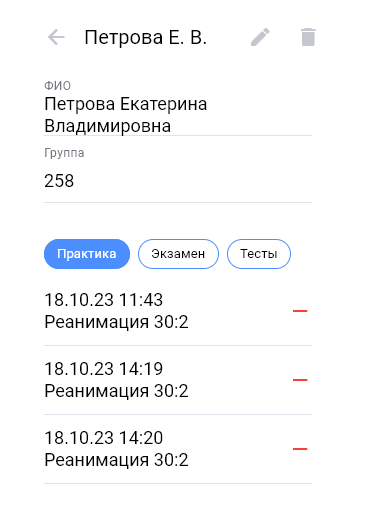 Петрова Е. В.
ФИО
Петрова Екатерина
Владимировна
Группа
258
Практика Экзамен Тесты
18.10.23 11:43
Реанимация 30:2
18.10.23 14:19
Реанимация 30:2
18.10.23 14:20
Реанимация 30:2